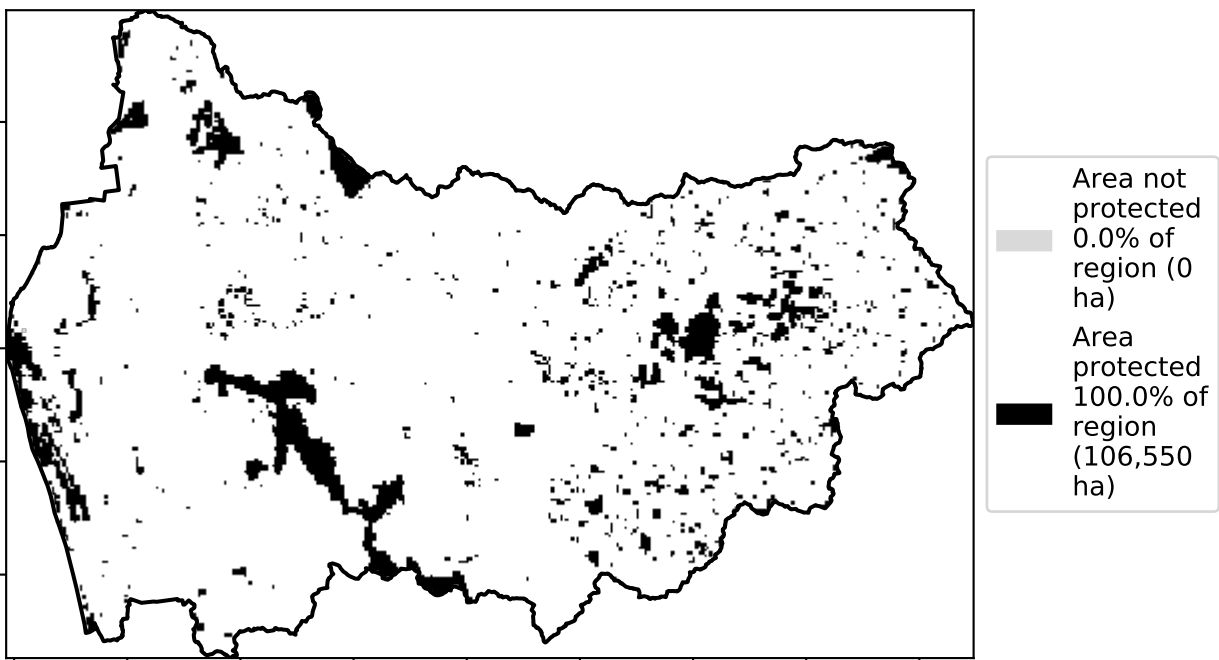 Area not
protected
0.0% of
region (0
ha)
Area
protected
100.0% of
region
(106,550
ha)